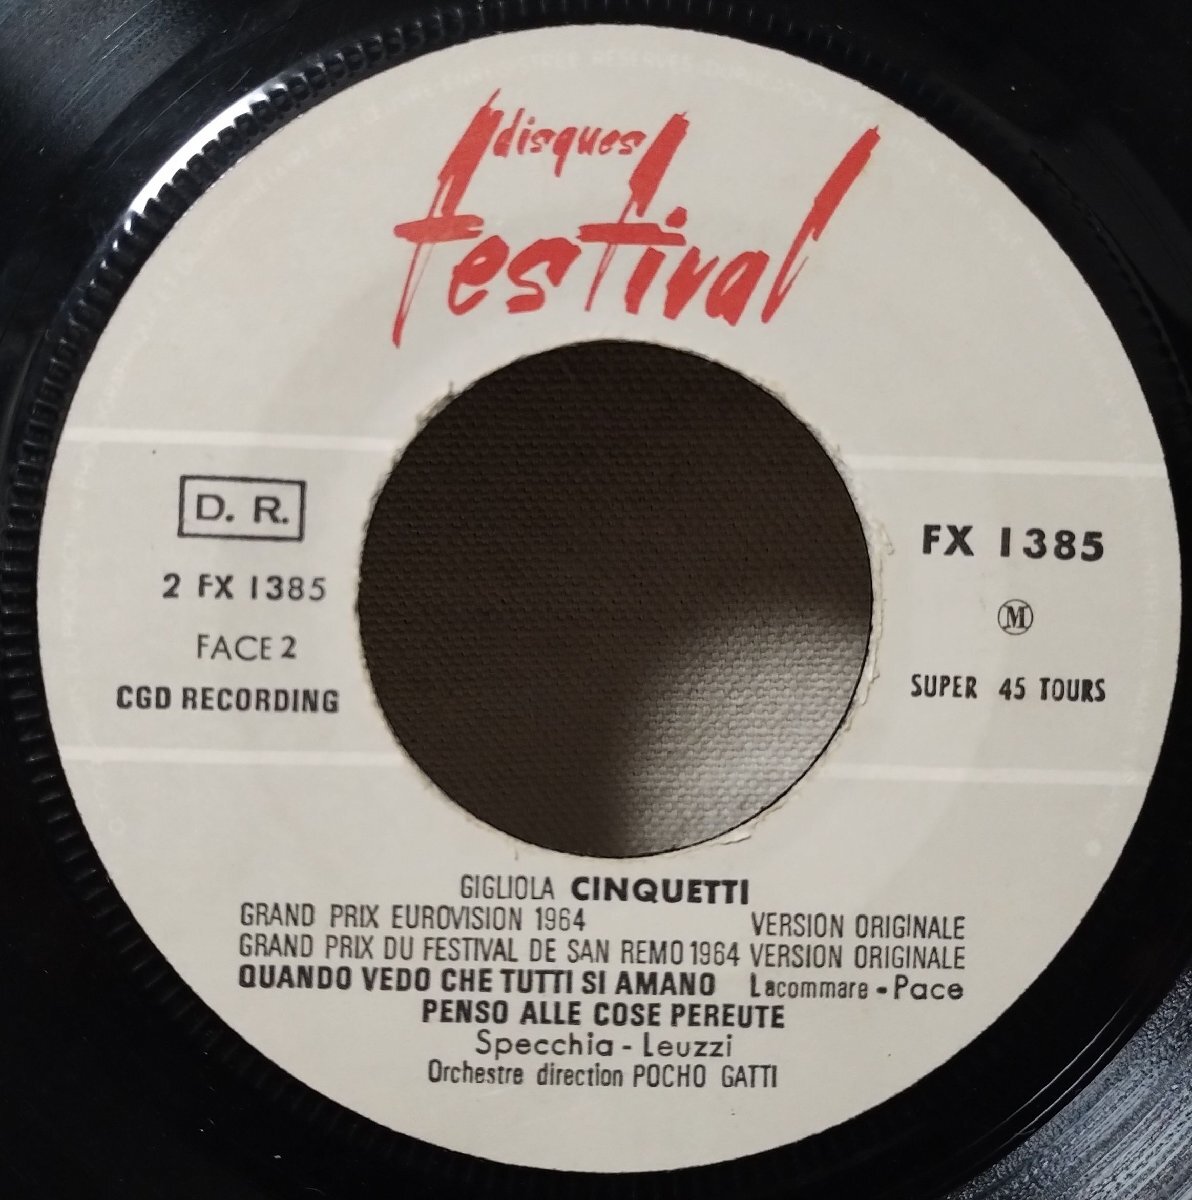 disques
festival
D. R.
2 FX 1385
FACE 2
CGD RECORDING
FX 1385
M
SUPER 45 TOURS
GIGLIOLA CINQUETTI
GRAND PRIX EUROVISION 1964 VERSION ORIGINALE
GRAND PRIX DU FESTIVAL DE SAN REMO 1964 VERSION ORIGINALE
QUANDO VEDO CHE TUTTI SI AMANO Lacommare - Pace
PENSO ALLE COSE PEREUTE
Specchia - Leuzzi
Orchestre direction POCHO GATTI